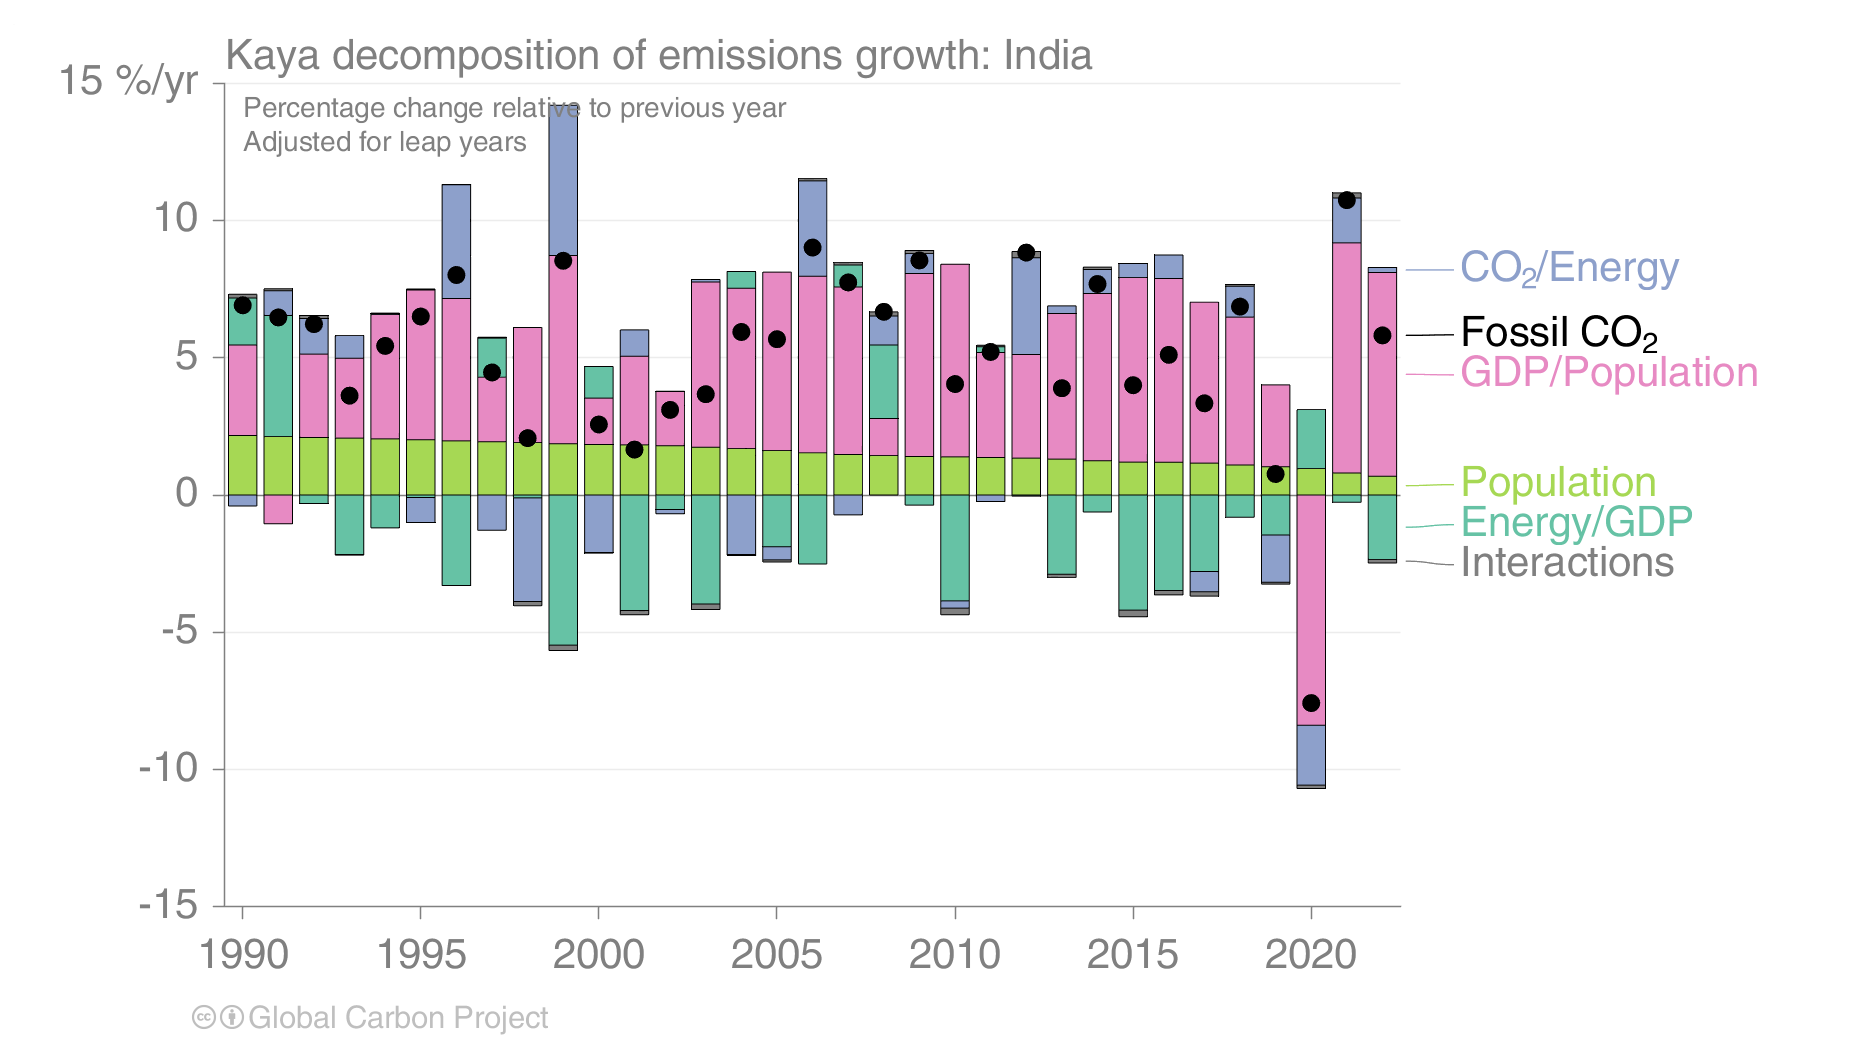 Kaya decomposition of emissions growth: India
15 %/yr
Percentage change relative to previous year
Adjusted for leap years
10
5
0
-5
-10
-15
CO₂/Energy
Fossil CO₂
GDP/Population
Population
Energy/GDP
Interactions
1990 1995 2000 2005 2010 2015 2020
cc Global Carbon Project